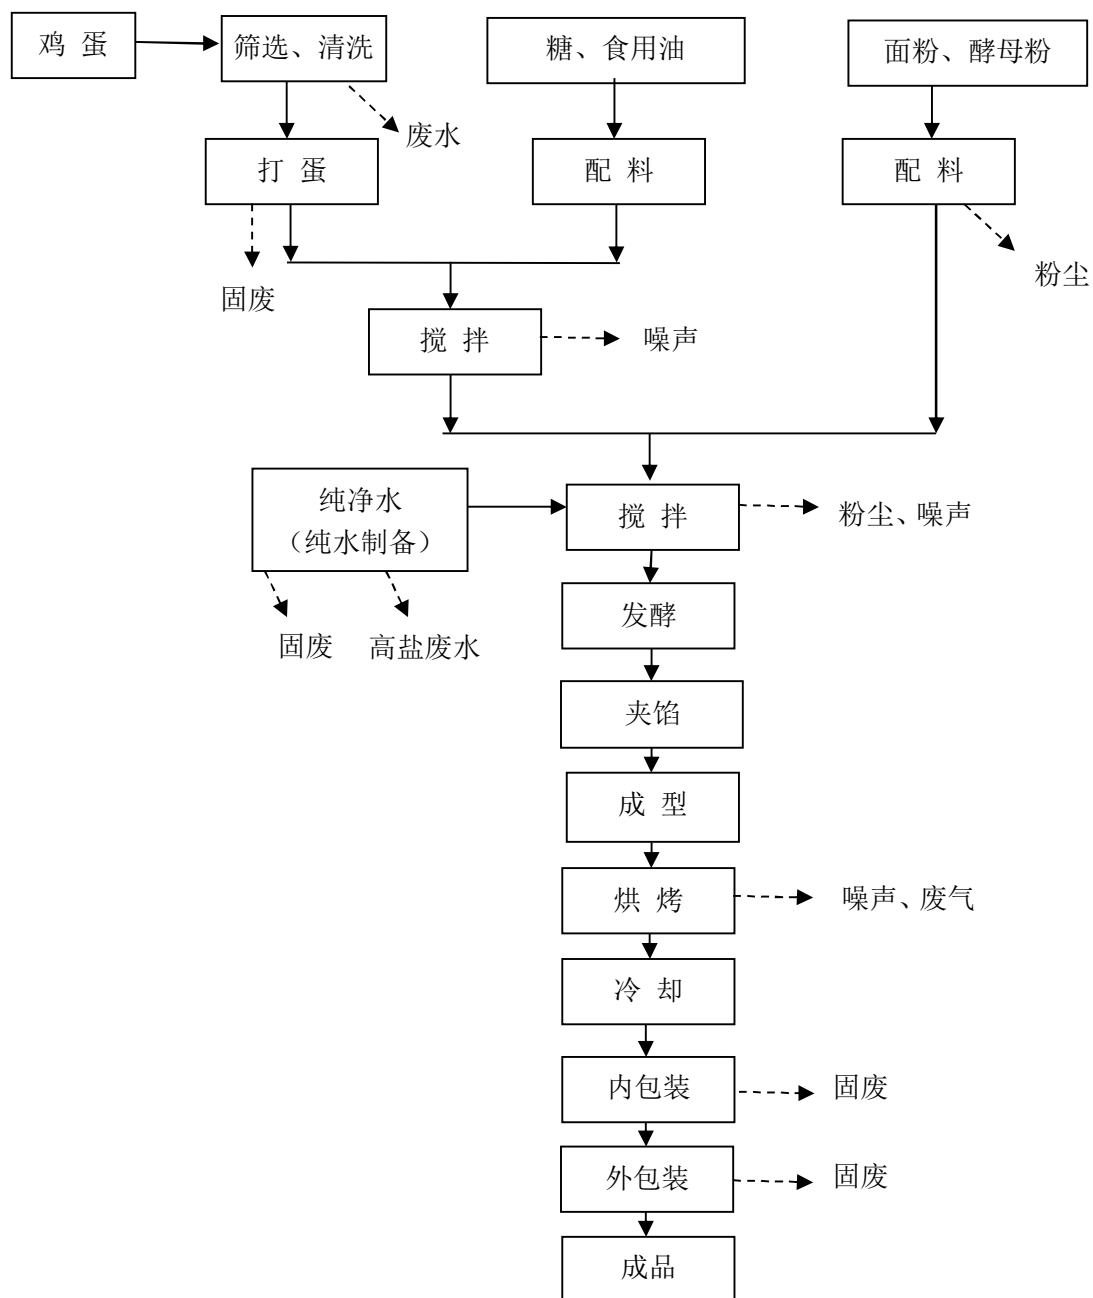 鸡 蛋
筛选、清洗
糖、食用油
面粉、酵母粉
废水
打 蛋
配 料
配 料
固废
粉尘
搅 拌
噪声
纯净水
（纯水制备）
搅 拌
粉尘、噪声
固废
高盐废水
发酵
夹馅
成 型
烘 烤
噪声、废气
冷 却
内包装
固废
外包装
固废
成品